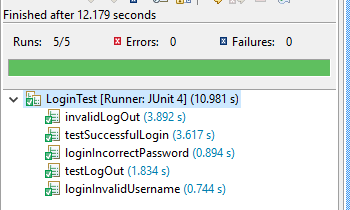 Finished after 12.179 seconds
Runs: 5/5 Errors: 0 Failures: 0
LoginTest [Runner: JUnit 4] (10.981 s)
invalidLogOut (3.892 s)
testSuccessfulLogin (3.617 s)
loginIncorrectPassword (0.894 s)
testLogOut (1.834 s)
loginInvalidUsername (0.744 s)